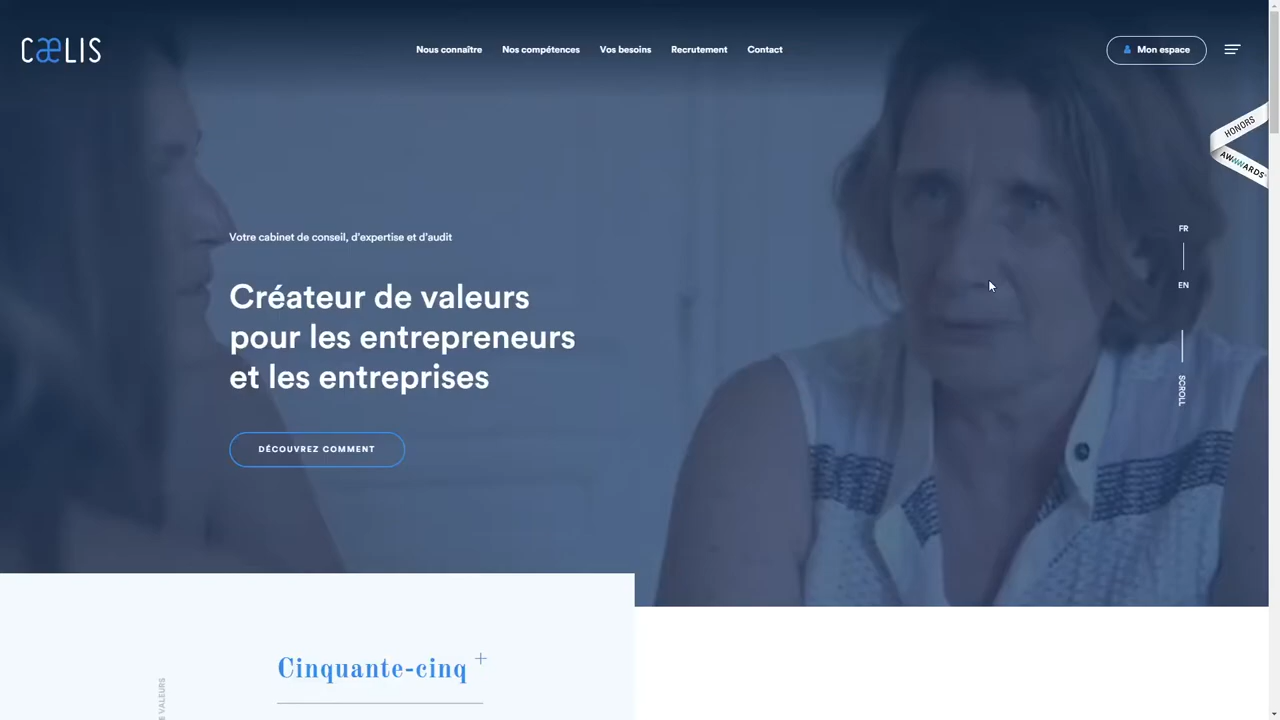 CÆLIS
Nous connaître
Nos compétences
Vos besoins
Recrutement
Contact
Mon espace
HONORS
AWWWARDS
FR
EN
SCROLL
Votre cabinet de conseil, d'expertise et d'audit
Créateur de valeurs
pour les entrepreneurs
et les entreprises
DÉCOUVREZ COMMENT
Cinquante-cinq +
VALEURS